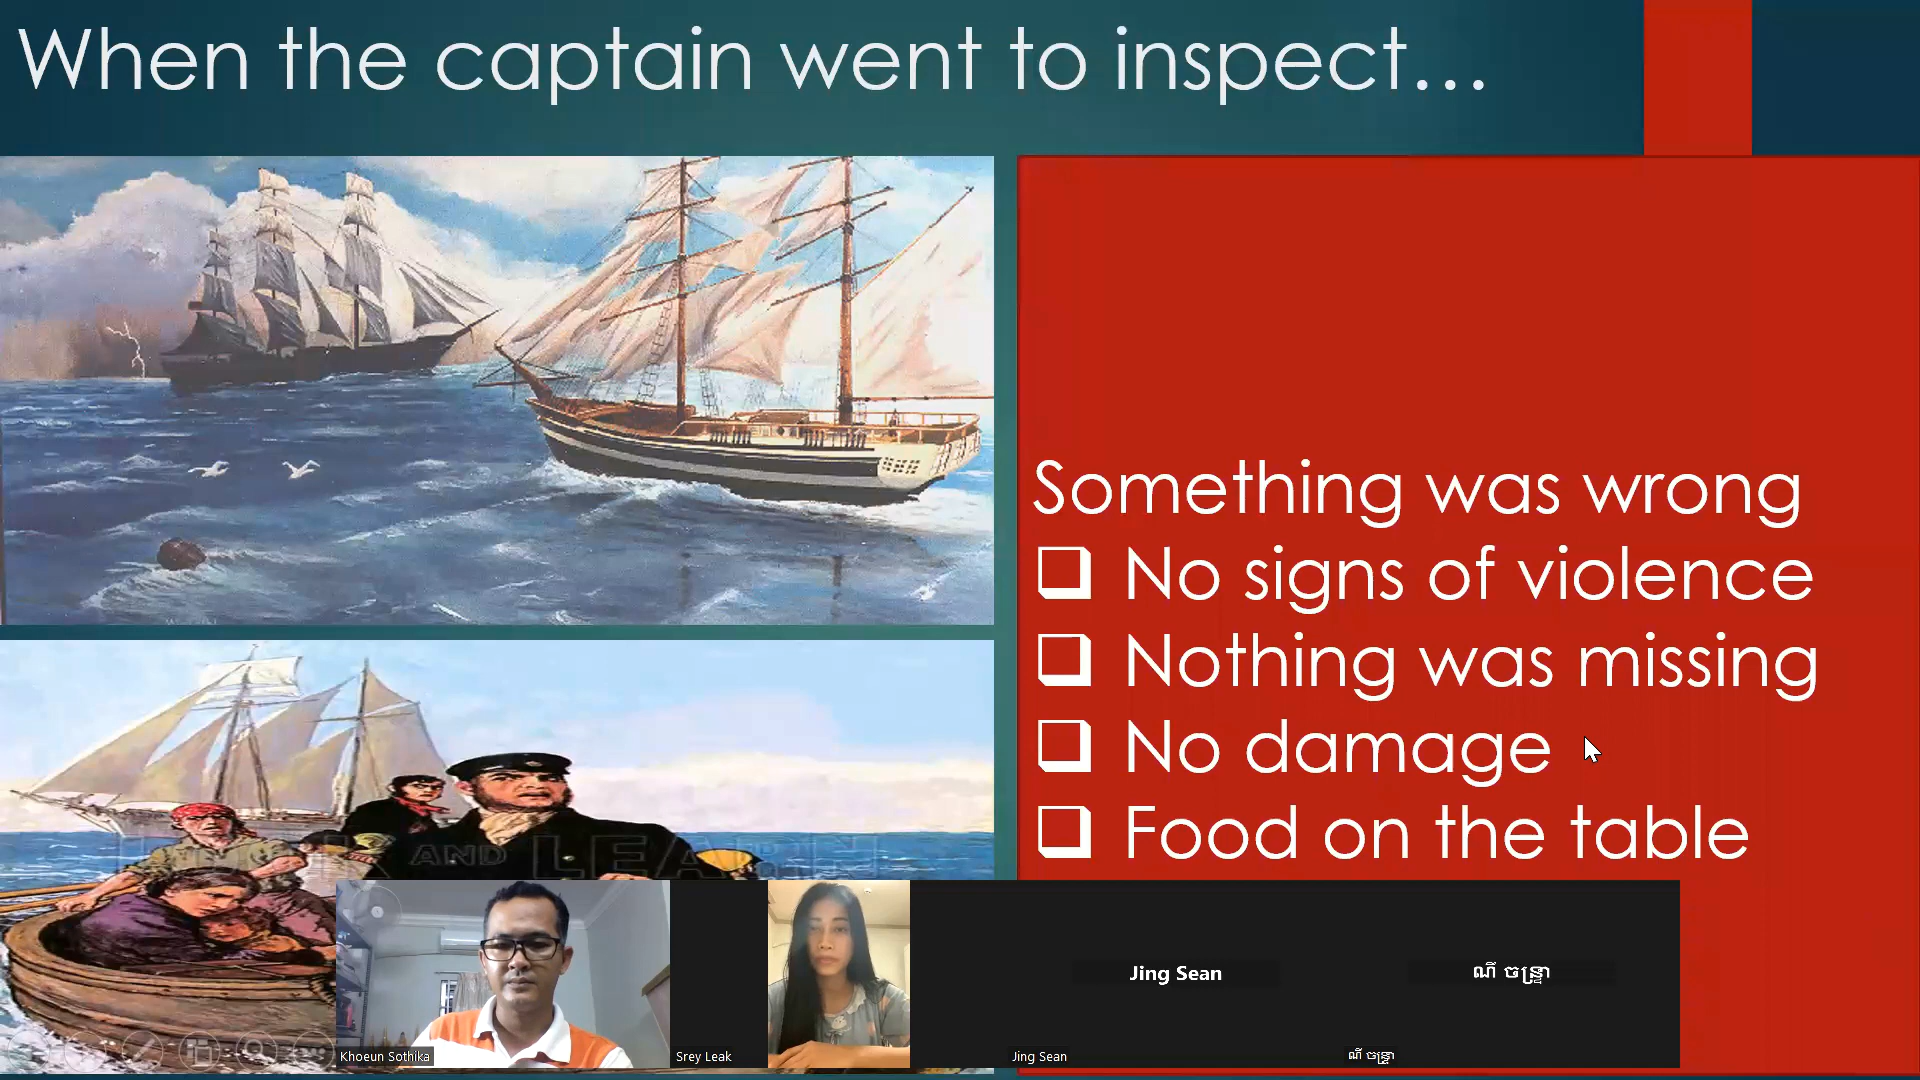 When the captain went to inspect...
Something was wrong
❑ No signs of violence
❑ Nothing was missing
❑ No damage
❑ Food on the table
AND LEARN
Jing Sean
ណី ចន្ទ្រា
Khoeun Sothika
Srey Leak
Jing Sean
ណី ចន្ទ្រា